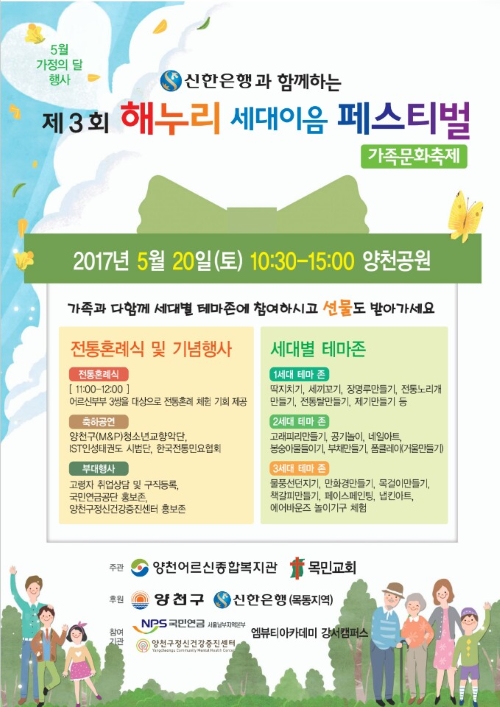 5월
가정의 달
행사
신한은행과 함께하는
제3회 해누리 세대이음 페스티벌
가족문화축제
2017년 5월 20일(토) 10:30-15:00 양천공원
가족과 다함께 세대별 테마존에 참여하시고 선물도 받아가세요
전통혼례식 및 기념행사
전통혼례식
[ 11:00-12:00 ]
어르신부부 3쌍을 대상으로 전통혼례 체험 기회 제공
축하공연
양천구(M&P)청소년교향악단,
IST인성태권도 시범단, 한국전통민요협회
부대행사
고령자 취업상담 및 구직등록,
국민연금공단 홍보존,
양천구정신건강증진센터 홍보존
세대별 테마존
1세대 테마 존
딱지치기, 새끼꼬기, 장명루만들기, 전통노리개
만들기, 전통탈만들기, 제기만들기 등
2세대 테마 존
고래피리만들기, 공기놀이, 네일아트,
봉숭아물들이기, 부채만들기, 폼클레이(거울만들기)
3세대 테마 존
물풍선던지기, 만화경만들기, 목걸이만들기,
책갈피만들기, 페이스페인팅, 냅킨아트,
에어바운즈 놀이기구 체험
주관 양천어르신종합복지관 목민교회
후원 양천구 신한은행(목동지역)
참여
기관
NPS 국민연금 서울남부지역본부 엠뷰티아카데미 강서캠퍼스
양천구정신건강증진센터
Yangcheongu Community Mental Health Center